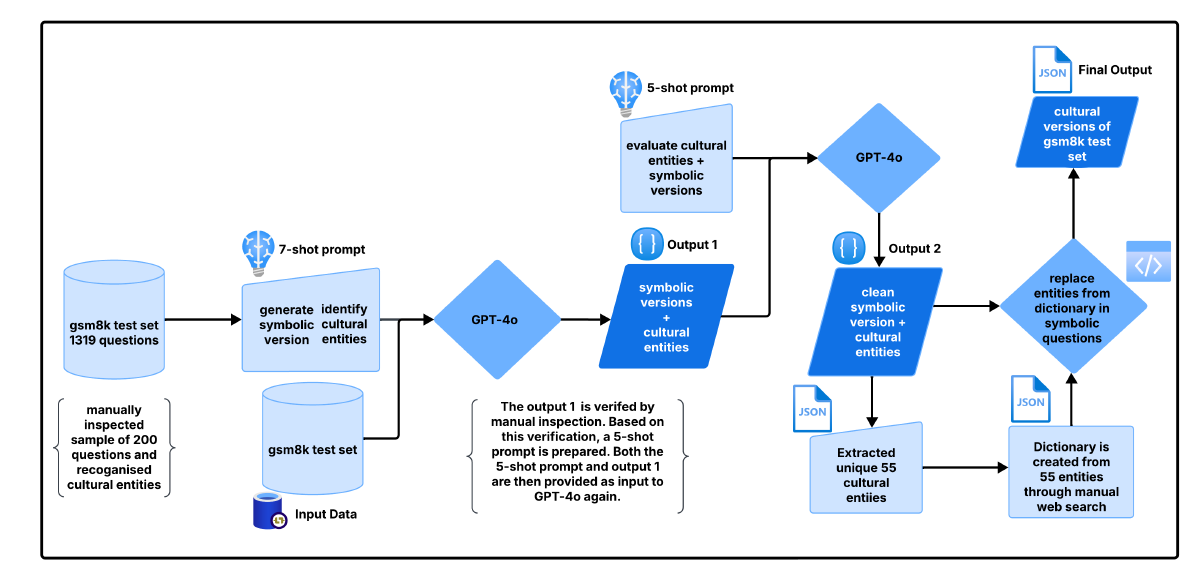 gsm8k test set
1319 questions
manually
inspected
sample of 200
questions and
recoganised
cultural entities
7-shot prompt
generate
symbolic
version
identify
cultural
entities
gsm8k test set
Input Data
GPT-4o
The output 1 is verifed by
manual inspection. Based on
this verification, a 5-shot
prompt is prepared. Both the
5-shot prompt and output 1
are then provided as input to
GPT-4o again.
{ }
Output 1
symbolic
versions
+
cultural
entities
5-shot prompt
evaluate cultural
entities +
symbolic
versions
GPT-4o
{ }
Output 2
clean
symbolic
version +
cultural
entities
JSON
Extracted
unique 55
cultural
entiies
JSON
Dictionary is
created from
55 entities
through manual
web search
</>
replace
entities from
dictionary in
symbolic
questions
JSON
Final Output
cultural
versions of
gsm8k test
set